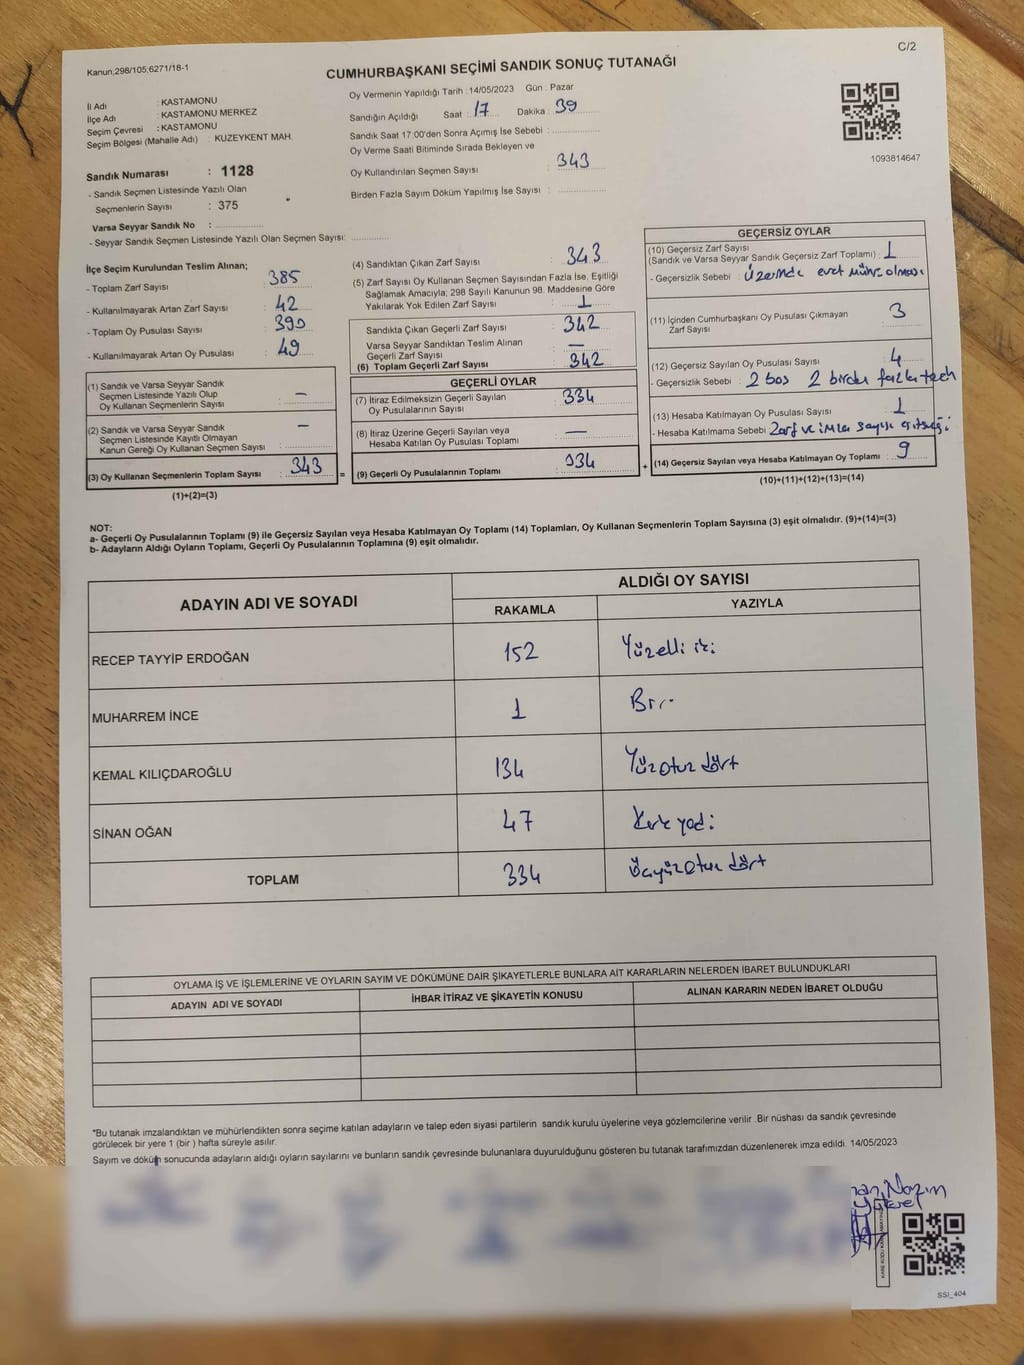 C/2
Kanun;298/105;6271/18-1
CUMHURBAŞKANI SEÇİMİ SANDIK SONUÇ TUTANAĞI
İl Adı : KASTAMONU
İlçe Adı : KASTAMONU MERKEZ
Seçim Çevresi : KASTAMONU
Seçim Bölgesi (Mahalle Adı) : KUZEYKENT MAH.
Oy Vermenin Yapıldığı Tarih :14/05/2023 Gün : Pazar
Sandığın Açıldığı Saat : 17 Dakika : 39
Sandık Saat 17:00'den Sonra Açımış İse Sebebi :
Oy Verme Saati Bitiminde Sırada Bekleyen ve
Oy Kullandırılan Seçmen Sayısı : 343
Birden Fazla Sayım Döküm Yapılmış İse Sayısı :
1093814647
Sandık Numarası : 1128
- Sandık Seçmen Listesinde Yazılı Olan
Seçmenlerin Sayısı : 375
Varsa Seyyar Sandık No :
- Seyyar Sandık Seçmen Listesinde Yazılı Olan Seçmen Sayısı:
İlçe Seçim Kurulundan Teslim Alınan;
- Toplam Zarf Sayısı : 385
- Kullanılmayarak Artan Zarf Sayısı : 42
- Toplam Oy Pusulası Sayısı : 390
- Kullanılmayarak Artan Oy Pusulası : 49
(1) Sandık ve Varsa Seyyar Sandık
Seçmen Listesinde Yazılı Olup
Oy Kullanan Seçmenlerin Sayısı : -
(2) Sandık ve Varsa Seyyar Sandık
Seçmen Listesinde Kayıtlı Olmayan
Kanun Gereği Oy Kullanan Seçmen Sayısı : -
(3) Oy Kullanan Seçmenlerin Toplam Sayısı : 343 =
(1)+(2)=(3)
(4) Sandıktan Çıkan Zarf Sayısı : 343
(5) Zarf Sayısı Oy Kullanan Seçmen Sayısından Fazla İse, Eşitliği
Sağlamak Amacıyla; 298 Sayılı Kanunun 98. Maddesine Göre
Yakılarak Yok Edilen Zarf Sayısı : 1
Sandıkta Çıkan Geçerli Zarf Sayısı : 342
Varsa Seyyar Sandıktan Teslim Alınan
Geçerli Zarf Sayısı : -
(6) Toplam Geçerli Zarf Sayısı : 342
GEÇERLİ OYLAR
(7) İtiraz Edilmeksizin Geçerli Sayılan
Oy Pusulalarının Sayısı : 334
(8) İtiraz Üzerine Geçerli Sayılan veya
Hesaba Katılan Oy Pusulası Toplamı : -
(9) Geçerli Oy Pusulalarının Toplamı : 334 +
GEÇERSİZ OYLAR
(10) Geçersiz Zarf Sayısı
(Sandık ve Varsa Seyyar Sandık Geçersiz Zarf Toplamı) : 1
- Geçersizlik Sebebi : üzerinde evet mührü olması
(11) İçinden Cumhurbaşkanı Oy Pusulası Çıkmayan
Zarf Sayısı : 3
(12) Geçersiz Sayılan Oy Pusulası Sayısı : 4
- Geçersizlik Sebebi : 2 boş 2 birden fazla tercih
(13) Hesaba Katılmayan Oy Pusulası Sayısı : 1
- Hesaba Katılmama Sebebi : Zarf ve imza sayısı eşitsizliği
(14) Geçersiz Sayılan veya Hesaba Katılmayan Oy Toplamı : 9
(10)+(11)+(12)+(13)=(14)
NOT:
a- Geçerli Oy Pusulalarının Toplamı (9) ile Geçersiz Sayılan veya Hesaba Katılmayan Oy Toplamı (14) Toplamları, Oy Kullanan Seçmenlerin Toplam Sayısına (3) eşit olmalıdır. (9)+(14)=(3)
b- Adayların Aldığı Oyların Toplamı, Geçerli Oy Pusulalarının Toplamına (9) eşit olmalıdır.
ADAYIN ADI VE SOYADI
ALDIĞI OY SAYISI
RAKAMLA YAZIYLA
RECEP TAYYİP ERDOĞAN 152 Yüzelli iki
MUHARREM İNCE 1 Bir
KEMAL KILIÇDAROĞLU 134 Yüzotuz dört
SİNAN OĞAN 47 Kırk yedi
TOPLAM 334 Üçyüzotuz dört
OYLAMA İŞ VE İŞLEMLERİNE VE OYLARIN SAYIM VE DÖKÜMÜNE DAİR ŞİKAYETLERLE BUNLARA AİT KARARLARIN NELERDEN İBARET BULUNDUKLARI
ADAYIN ADI VE SOYADI İHBAR İTİRAZ VE ŞİKAYETİN KONUSU ALINAN KARARIN NEDEN İBARET OLDUĞU
*Bu tutanak imzalandıktan ve mühürlendikten sonra seçime katılan adayların ve talep eden siyasi partilerin sandık kurulu üyelerine veya gözlemcilerine verilir. Bir nüshası da sandık çevresinde
görülecek bir yere 1 (bir) hafta süreyle asılır.
Sayım ve döküm sonucunda adayların aldığı oyların sayılarını ve bunların sandık çevresinde bulunanlara duyurulduğunu gösteren bu tutanak tarafımızdan düzenlenerek imza edildi. 14/05/2023
Nazım
SSI_404